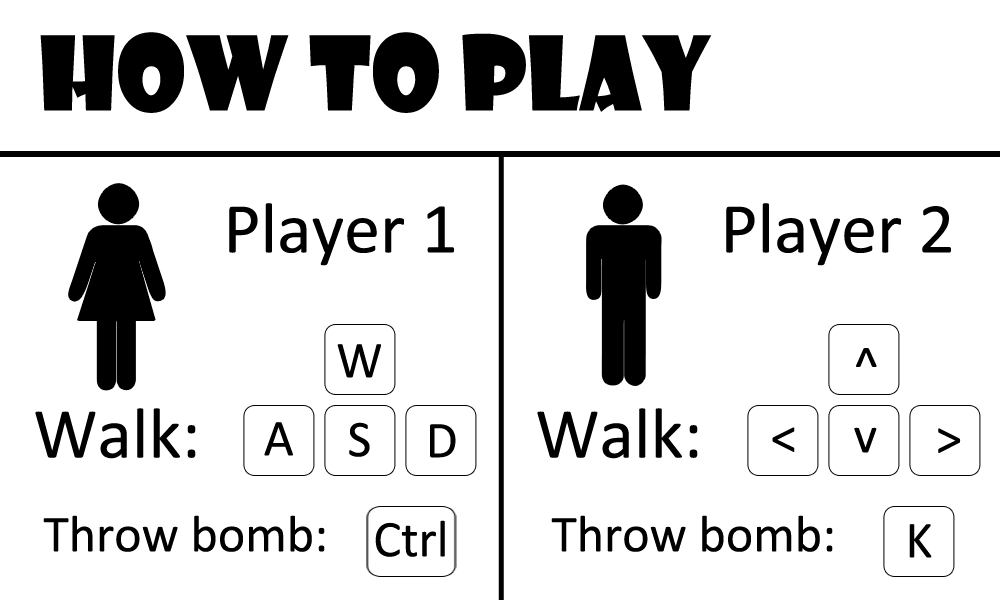 HOW TO PLAY
Player 1
W
Walk: A S D
Throw bomb: Ctrl
Player 2
^
Walk: < v >
Throw bomb: K